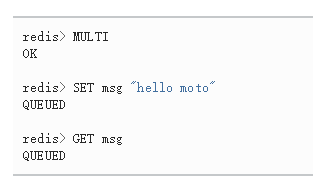 redis> MULTI
OK
redis> SET msg "hello moto"
QUEUED
redis> GET msg
QUEUED